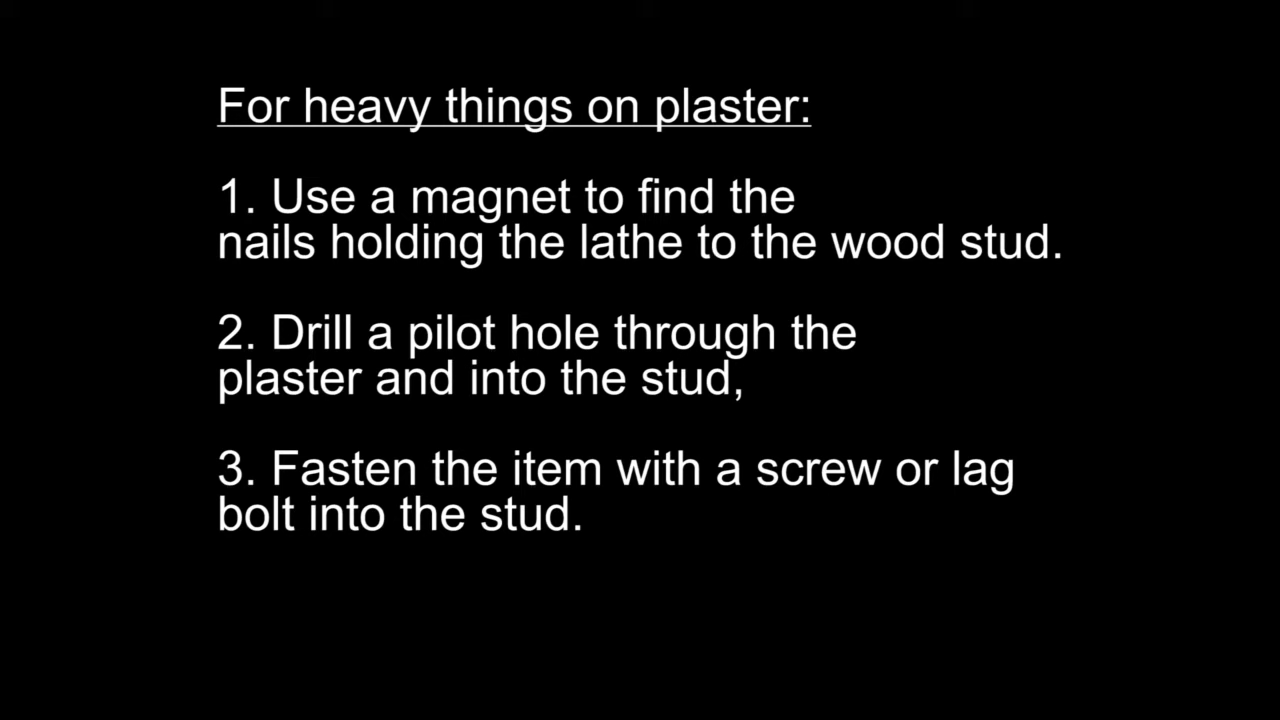 For heavy things on plaster:
1. Use a magnet to find the
nails holding the lathe to the wood stud.
2. Drill a pilot hole through the
plaster and into the stud,
3. Fasten the item with a screw or lag
bolt into the stud.